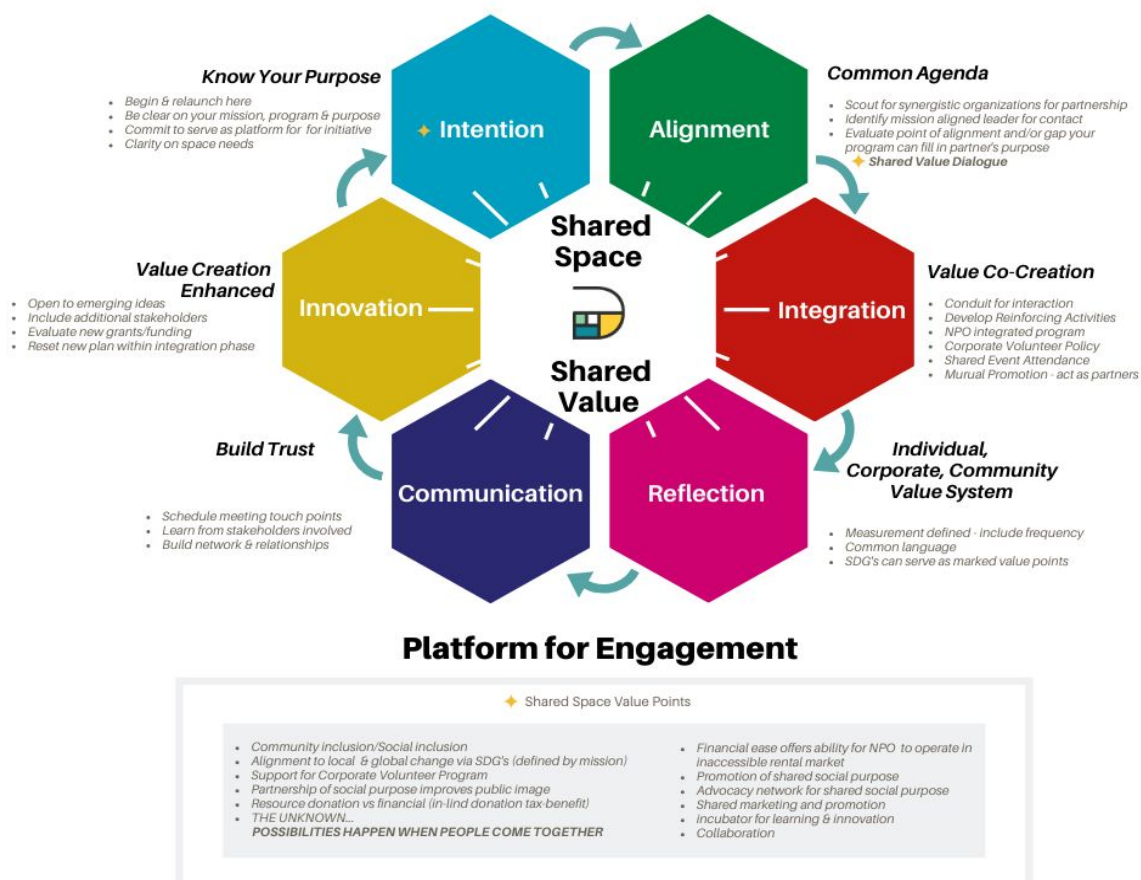 Know Your Purpose
• Begin & relaunch here
• Be clear on your mission, program & purpose
• Commit to serve as platform for for initiative
• Clarity on space needs
✦ Intention
Alignment
Common Agenda
• Scout for synergistic organizations for partnership
• Identify mission aligned leader for contact
• Evaluate point of alignment and/or gap your
program can fill in partner's purpose
✦ Shared Value Dialogue
Shared
Space
Value Creation
Enhanced
• Open to emerging ideas
• Include additional stakeholders
• Evaluate new grants/funding
• Reset new plan within integration phase
Innovation
Integration
Value Co-Creation
• Conduit for interaction
• Develop Reinforcing Activities
• NPO integrated program
• Corporate Volunteer Policy
• Shared Event Attendance
• Murual Promotion - act as partners
Shared
Value
Build Trust
• Schedule meeting touch points
• Learn from stakeholders involved
• Build network & relationships
Communication
Reflection
Individual,
Corporate, Community
Value System
• Measurement defined - include frequency
• Common language
• SDG's can serve as marked value points
Platform for Engagement
✦ Shared Space Value Points
• Community inclusion/Social inclusion
• Alignment to local & global change via SDG's (defined by mission)
• Support for Corporate Volunteer Program
• Partnership of social purpose improves public image
• Resource donation vs financial (in-lind donation tax-benefit)
• THE UNKNOWN...
POSSIBILITIES HAPPEN WHEN PEOPLE COME TOGETHER
• Financial ease offers ability for NPO to operate in
inaccessible rental market
• Promotion of shared social purpose
• Advocacy network for shared social purpose
• Shared marketing and promotion
• incubator for learning & innovation
• Collaboration